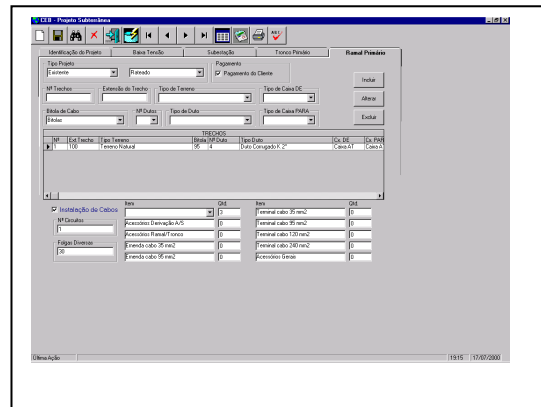 CEB - Projeto Subterrânea
Identificação do Projeto
Baixa Tensão
Subestação
Tronco Primário
Ramal Primário
Tipo Projeto
Existente
Rateado
Pagamento
Pagamento do Cliente
Incluir
Nº Trechos
Extensão do Trecho
Tipo de Terreno
Tipo de Caixa DE
Alterar
Bitola de Cabo
Bitolas
Nº Dutos
Tipo de Duto
Tipo de Caixa PARA
Excluir
TRECHOS
Nº Ext.Trecho Tipo Terreno Bitola Nº Duto Tipo Duto Cx. DE Cx. PAR
1 100 Terreno Natural 95 4 Duto Corrugado K 2" Caixa AT Caixa A
Instalação de Cabos
Item Qtd. Item Qtd.
3 Terminal cabo 35 mm2 0
Nº Circuitos
1
Acessórios Derivação A/S 0 Terminal cabo 95 mm2 0
Acessórios Ramal/Tronco 0 Terminal cabo 120 mm2 0
Folgas Diversas
30
Emenda cabo 35 mm2 0 Terminal cabo 240 mm2 0
Emenda cabo 95 mm2 0 Acessórios Gerais 0
Última Ação 19:15 17/07/2000